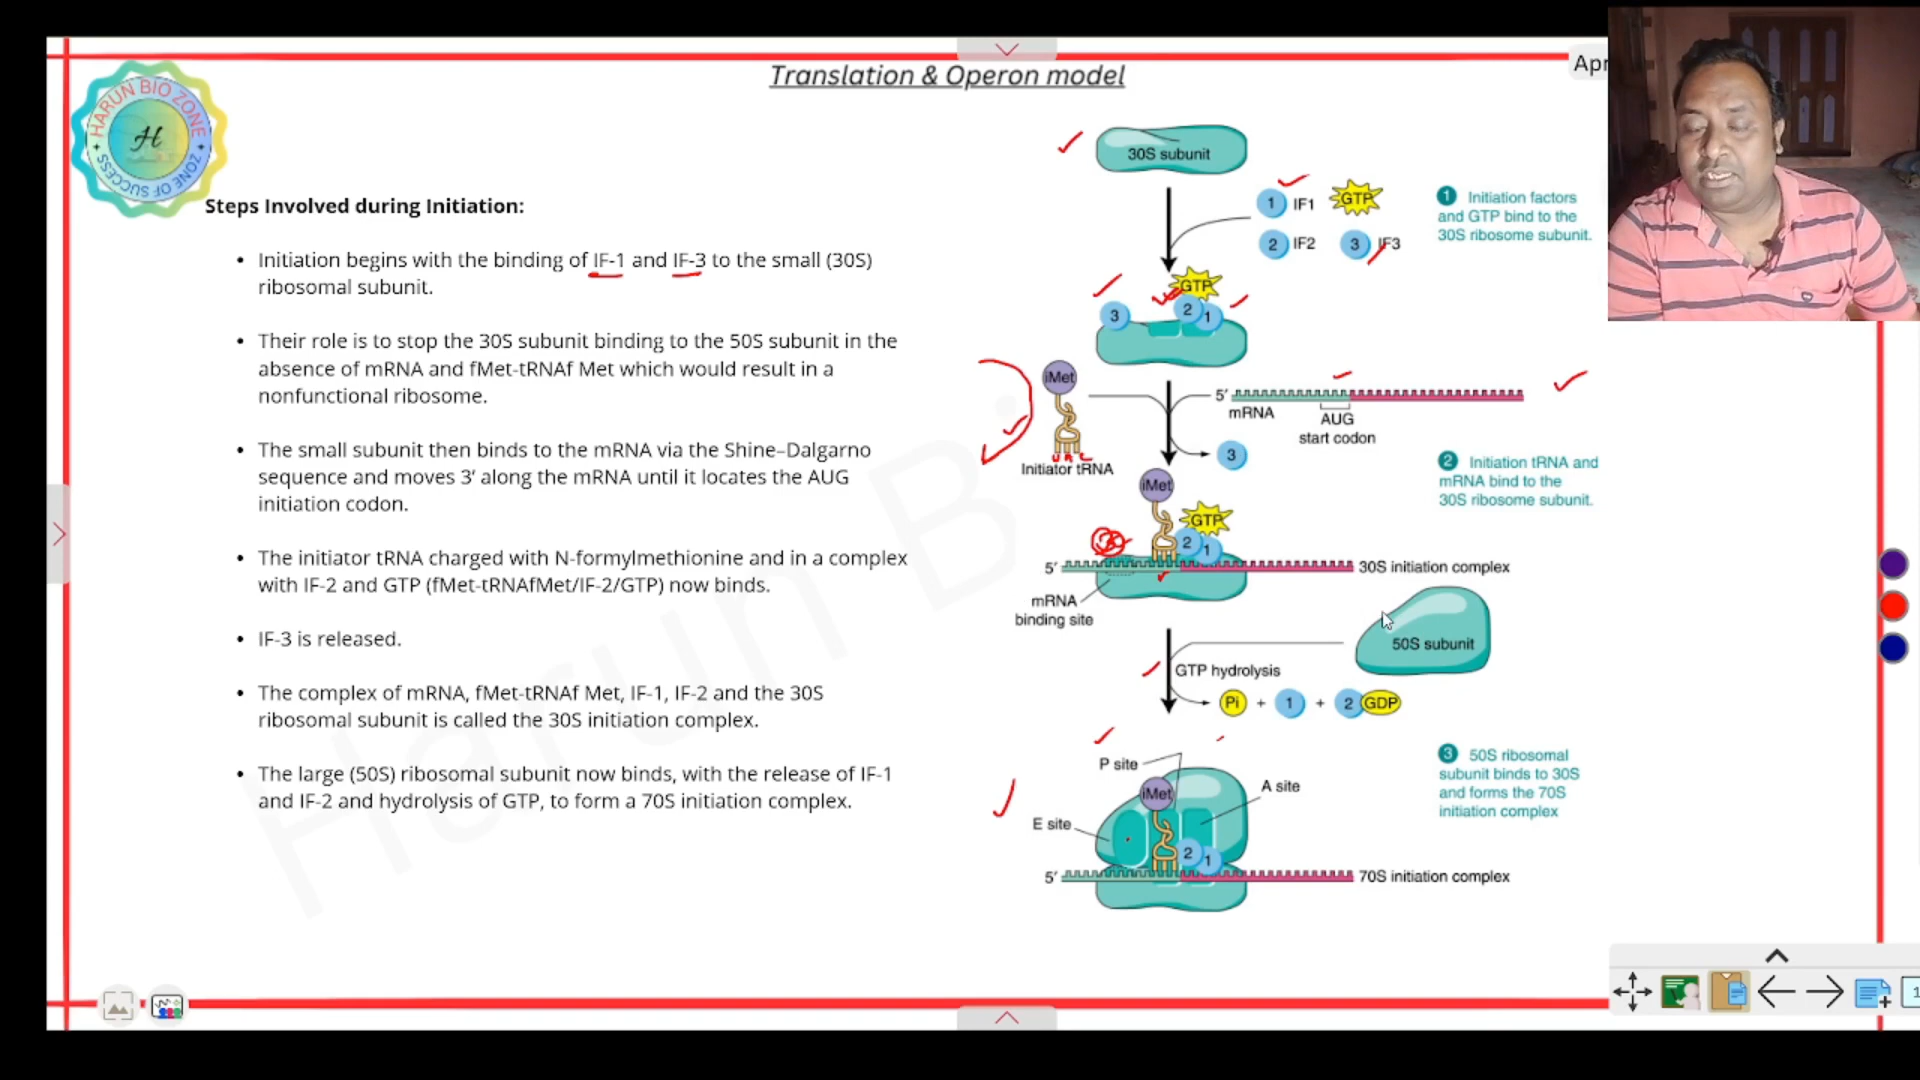 Translation & Operon model
Apr
HARUN BIO ZONE
H
ZONE OF SUCCESS
Steps Involved during Initiation:
• Initiation begins with the binding of IF-1 and IF-3 to the small (30S)
ribosomal subunit.
• Their role is to stop the 30S subunit binding to the 50S subunit in the
absence of mRNA and fMet-tRNAf Met which would result in a
nonfunctional ribosome.
• The small subunit then binds to the mRNA via the Shine–Dalgarno
sequence and moves 3’ along the mRNA until it locates the AUG
initiation codon.
• The initiator tRNA charged with N-formylmethionine and in a complex
with IF-2 and GTP (fMet-tRNAfMet/IF-2/GTP) now binds.
• IF-3 is released.
• The complex of mRNA, fMet-tRNAf Met, IF-1, IF-2 and the 30S
ribosomal subunit is called the 30S initiation complex.
• The large (50S) ribosomal subunit now binds, with the release of IF-1
and IF-2 and hydrolysis of GTP, to form a 70S initiation complex.
Harun Bi
30S subunit
1 IF1 GTP
2 IF2 3 IF3
1 Initiation factors
and GTP bind to the
30S ribosome subunit.
GTP
3 2 1
iMet
Initiator tRNA
5′
mRNA
AUG
start codon
3
2 Initiation tRNA and
mRNA bind to the
30S ribosome subunit.
iMet
GTP
2 1
5′ 30S initiation complex
mRNA
binding site
50S subunit
GTP hydrolysis
Pi + 1 + 2 GDP
3 50S ribosomal
subunit binds to 30S
and forms the 70S
initiation complex
P site
iMet
A site
E site
2 1
5′ 70S initiation complex
1